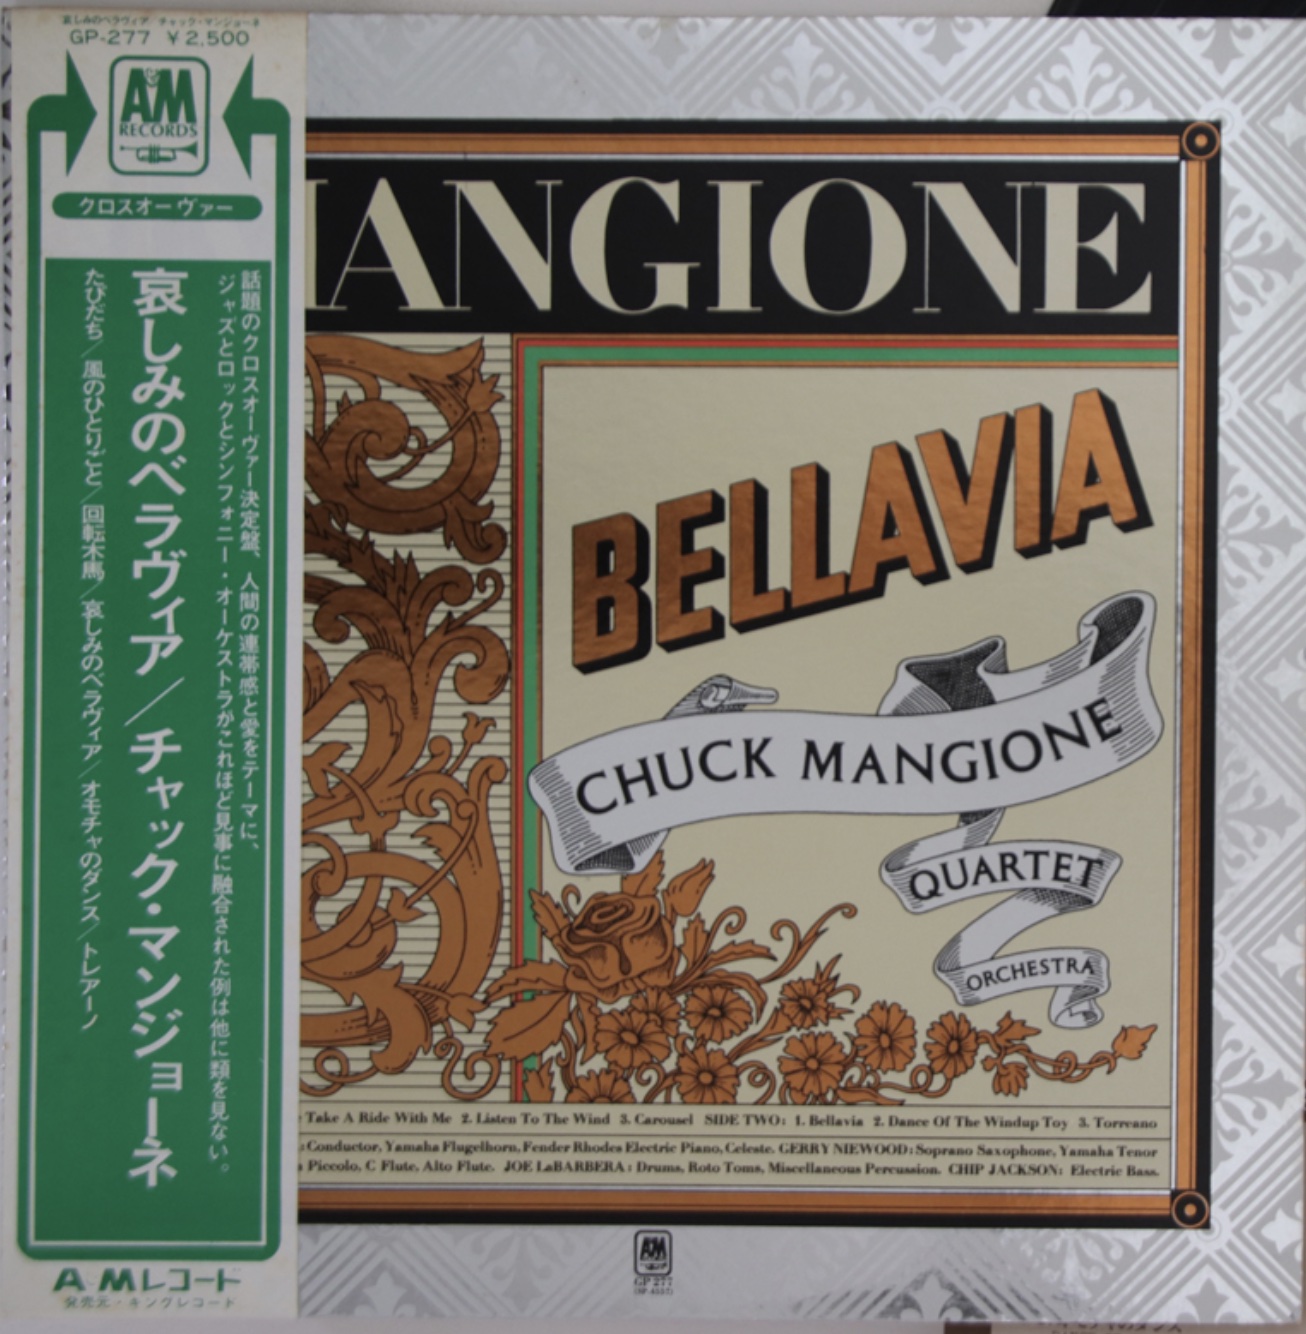 哀しみのベラヴィア/チャック・マンジョーネ
GP-277 ¥2,500
A&M
RECORDS
クロスオーヴァー
話題のクロスオーヴァー決定盤、人間の連帯感と愛をテーマに、
ジャズとロックとシンフォニー・オーケストラがこれほど見事に融合された例は他に類を見ない。
哀しみのベラヴィア/チャック・マンジョーネ
たびだち/風のひとりごと/回転木馬/哀しみのベラヴィア/オモチャのダンス/トレアーノ
A&Mレコード
発売元・キングレコード
MANGIONE
BELLAVIA
CHUCK MANGIONE
QUARTET
ORCHESTRA
Take A Ride With Me 2. Listen To The Wind 3. Carousel SIDE TWO: 1. Bellavia 2. Dance Of The Windup Toy 3. Torreano
: Conductor, Yamaha Flugelhorn, Fender Rhodes Electric Piano, Celeste. GERRY NIEWOOD: Soprano Saxophone, Yamaha Tenor
Piccolo, C Flute, Alto Flute. JOE LaBARBERA: Drums, Roto Toms, Miscellaneous Percussion. CHIP JACKSON: Electric Bass.
A&M
GP 277
(SP-4557)